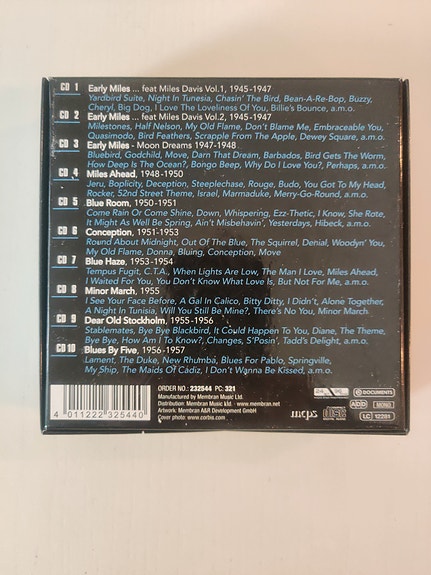 CD 1 Early Miles ... feat Miles Davis Vol.1, 1945-1947
Yardbird Suite, Night In Tunesia, Chasin' The Bird, Bean-A-Re-Bop, Buzzy,
Cheryl, Big Dog, I Love The Loveliness Of You, Billie's Bounce, a.m.o.
CD 2 Early Miles ... feat Miles Davis Vol.2, 1945-1947
Milestones, Half Nelson, My Old Flame, Don't Blame Me, Embraceable You,
Quasimodo, Bird Feathers, Scrapple From The Apple, Dewey Square, a.m.o.
CD 3 Early Miles - Moon Dreams 1947-1948
Bluebird, Godchild, Move, Darn That Dream, Barbados, Bird Gets The Worm,
How Deep Is The Ocean?, Bongo Beep, Why Do I Love You?, Perhaps, a.m.o.
CD 4 Miles Ahead, 1948-1950
Jeru, Boplicity, Deception, Steeplechase, Rouge, Budo, You Got To My Head,
Rocker, 52nd Street Theme, Israel, Marmaduke, Merry-Go-Round, a.m.o.
CD 5 Blue Room, 1950-1951
Come Rain Or Come Shine, Down, Whispering, Ezz-Thetic, I Know, She Rote,
It Might As Well Be Spring, Ain't Misbehavin', Yesterdays, Hibeck, a.m.o.
CD 6 Conception, 1951-1953
Round About Midnight, Out Of The Blue, The Squirrel, Denial, Woodyn' You,
My Old Flame, Donna, Bluing, Conception, Move
CD 7 Blue Haze, 1953-1954
Tempus Fugit, C.T.A., When Lights Are Low, The Man I Love, Miles Ahead,
I Waited For You, You Don't Know What Love Is, But Not For Me, a.m.o.
CD 8 Minor March, 1955
I See Your Face Before, A Gal In Calico, Bitty Ditty, I Didn't, Alone Together,
A Night In Tunisia, Will You Still Be Mine?, There's No You, Minor March
CD 9 Dear Old Stockholm, 1955-1956
Stablemates, Bye Bye Blackbird, It Could Happen To You, Diane, The Theme,
Bye Bye, How Am I To Know?, Changes, S'Posin', Tadd's Delight, a.m.o.
CD 10 Blues By Five, 1956-1957
Lament, The Duke, New Rhumba, Blues For Pablo, Springville,
My Ship, The Maids Of Cádiz, I Don't Wanna Be Kissed, a.m.o.
ORDER NO.: 232544 PC: 321
Manufactured by Membran Music Ltd.
Distribution: Membran Music Ltd. - www.membran.net
Artwork: Membran A&R Development GmbH
Cover photo: www.corbis.com
4 011222 325440
mcps
DISC
DOCUMENTS
ADD MONO
LC 12281